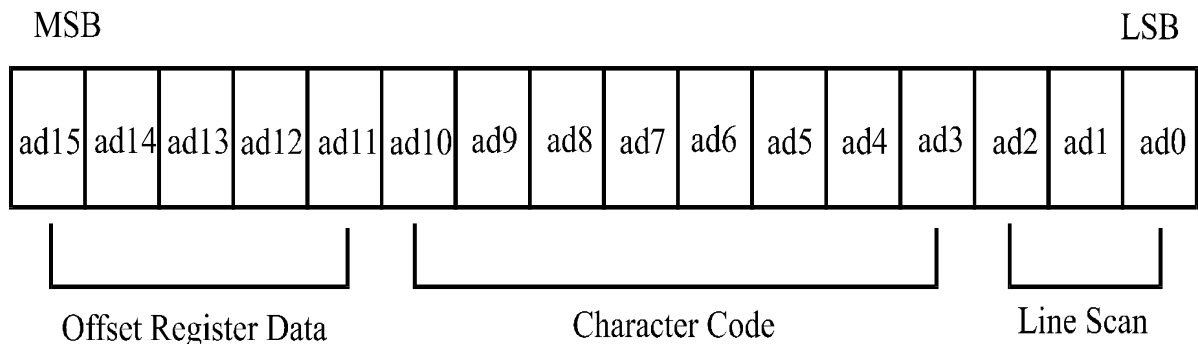 MSB LSB
ad15 ad14 ad13 ad12 ad11 ad10 ad9 ad8 ad7 ad6 ad5 ad4 ad3 ad2 ad1 ad0
Offset Register Data Character Code Line Scan